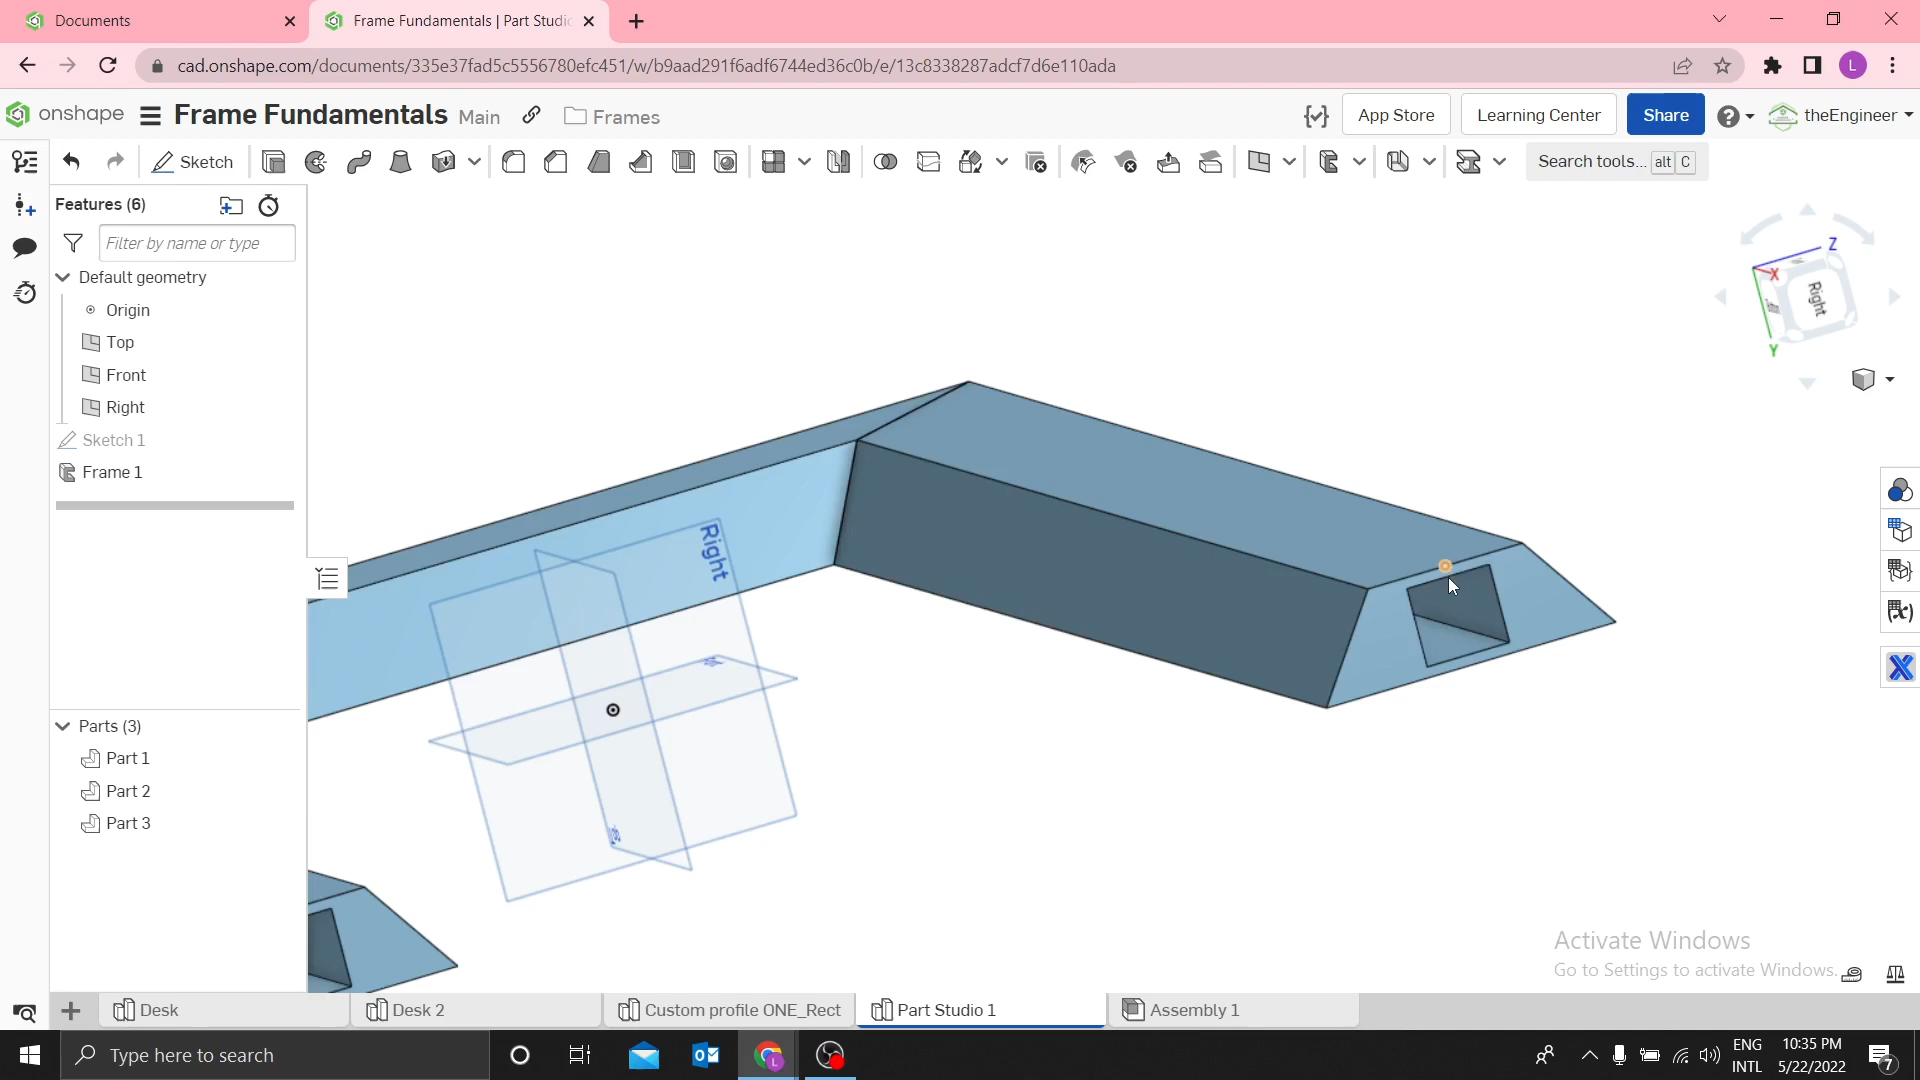 Documents
Frame Fundamentals | Part Studio
cad.onshape.com/documents/335e37fad5c5556780efc451/w/b9aad291f6adf6744ed36c0b/e/13c8338287adcf7d6e110ada
L
onshape
Frame Fundamentals
Main
Frames
App Store
Learning Center
Share
theEngineer
Sketch
Search tools...
alt
C
Features (6)
Filter by name or type
Default geometry
Origin
Top
Front
Right
Sketch 1
Frame 1
Right
Z
X
Y
Right
Parts (3)
Part 1
Part 2
Part 3
Activate Windows
Go to Settings to activate Windows.
Desk
Desk 2
Custom profile ONE_Rect
Part Studio 1
Assembly 1
Type here to search
L
ENG
INTL
10:35 PM
5/22/2022
7